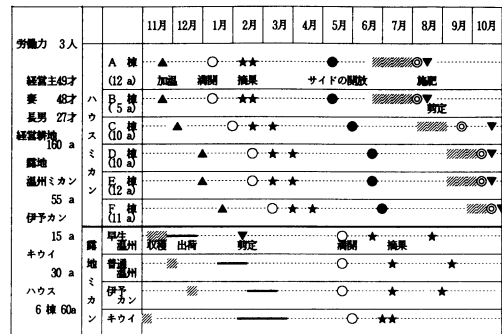 11月 12月 1月 2月 3月 4月 5月 6月 7月 8月 9月 10月
労働力 3人
経営主49才
妻 48才
長男 27才
経営耕地
160 a
露地
温州ミカン
55 a
伊予カン
15 a
キウイ
30 a
ハウス
6 棟 60a
ハウスミカン
A 棟
(12 a)
加温 満開 摘果 サイドの開放 施肥
B 棟
( 5 a)
剪定
C 棟
(10 a)
D 棟
(10 a)
E 棟
(12 a)
F 棟
(11 a)
露地ミカン
早生
温州
収穫 出荷 剪定 満開 摘果
普通
温州
伊予
カン
キウイ